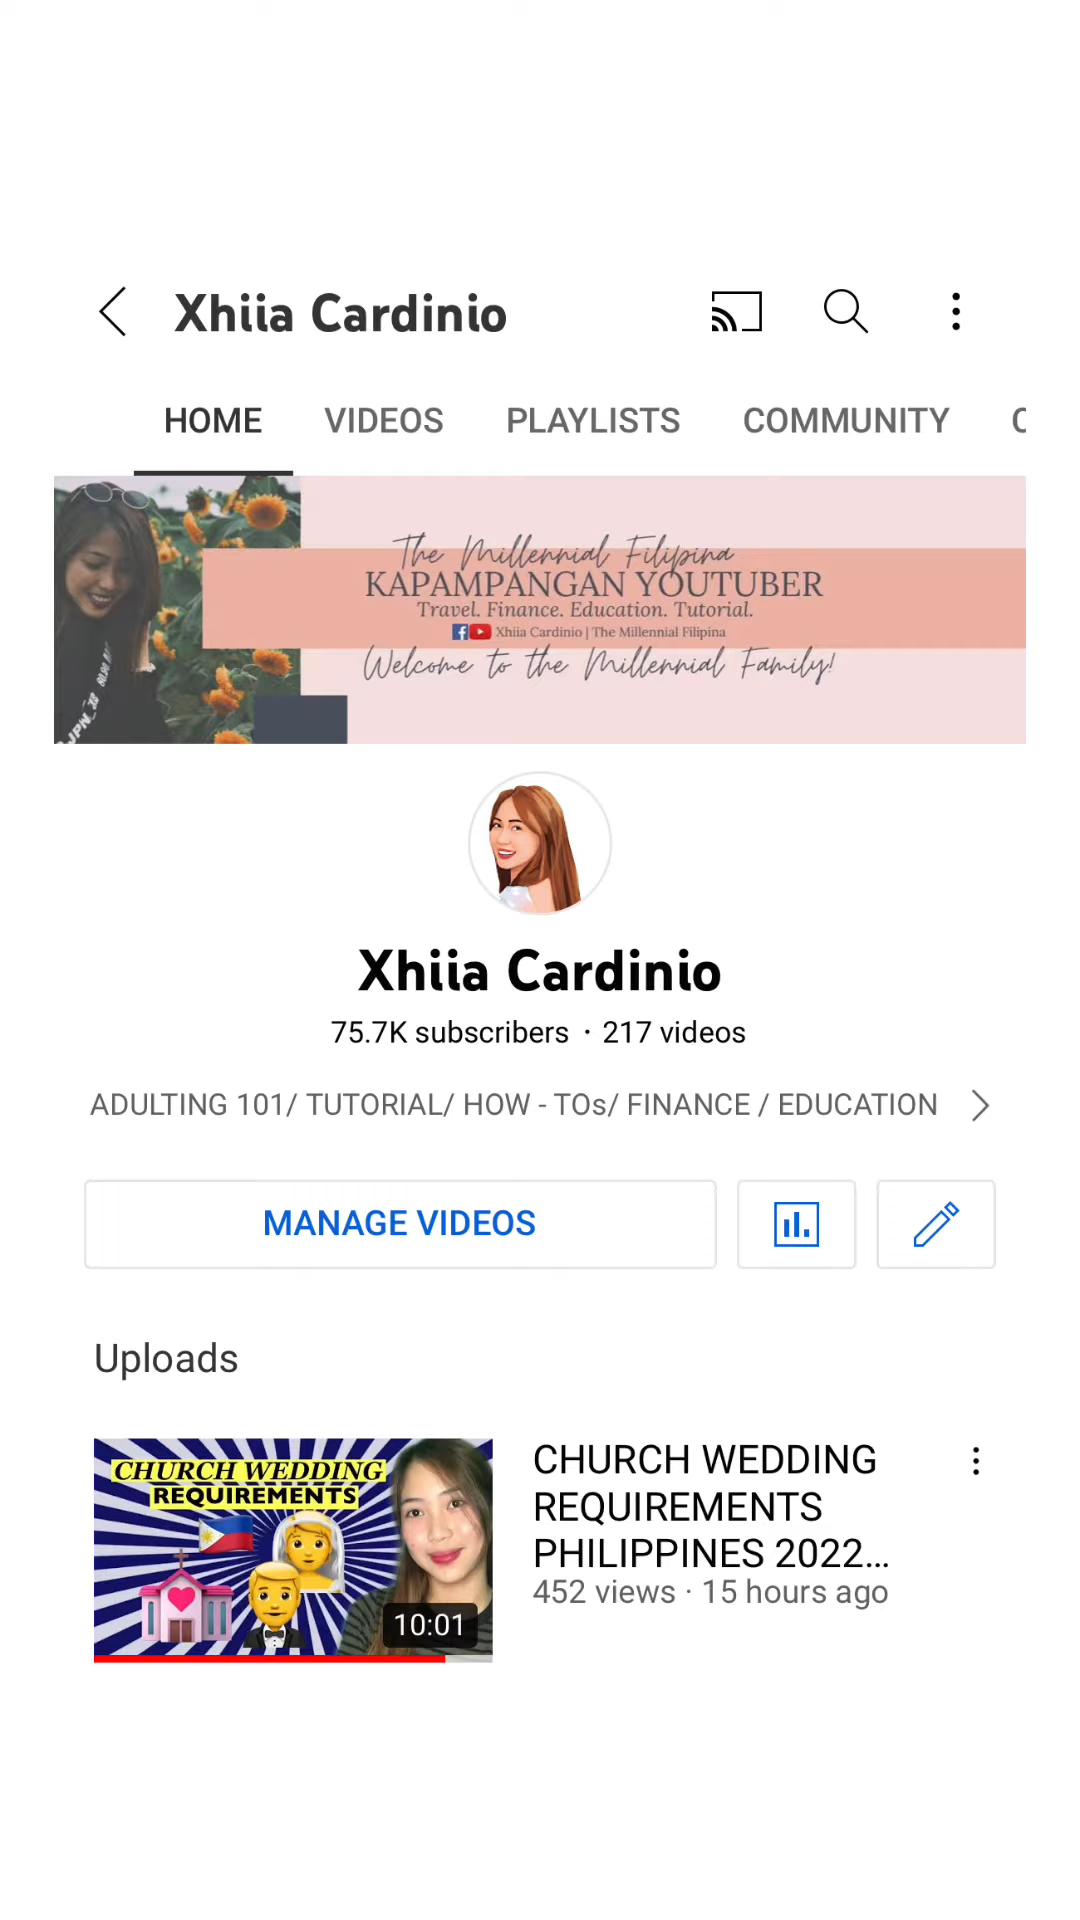 Xhiia Cardinio
HOME VIDEOS PLAYLISTS COMMUNITY
The Millennial Filipina
KAPAMPANGAN YOUTUBER
Travel. Finance. Education. Tutorial.
Xhiia Cardinio | The Millennial Filipina
Welcome to the Millennial Family!
Xhiia Cardinio
75.7K subscribers · 217 videos
ADULTING 101/ TUTORIAL/ HOW - TOs/ FINANCE / EDUCATION
MANAGE VIDEOS
Uploads
CHURCH WEDDING
REQUIREMENTS
10:01
CHURCH WEDDING
REQUIREMENTS
PHILIPPINES 2022...
452 views · 15 hours ago